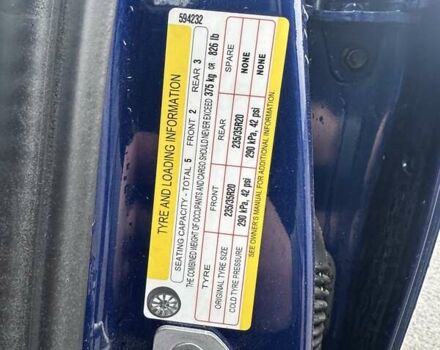 594232
TYRE AND LOADING INFORMATION
SEATING CAPACITY - TOTAL 5 FRONT 2 REAR 3
THE COMBINED WEIGHT OF OCCUPANTS AND CARGO SHOULD NEVER EXCEED 375 kg OR 826 lb
TYRE FRONT REAR SPARE
ORIGINAL TYRE SIZE 235/35R20 235/35R20 NONE
COLD TYRE PRESSURE 290 kPa, 42 psi 290 kPa, 42 psi NONE
SEE OWNER'S MANUAL FOR ADDITIONAL INFORMATION.